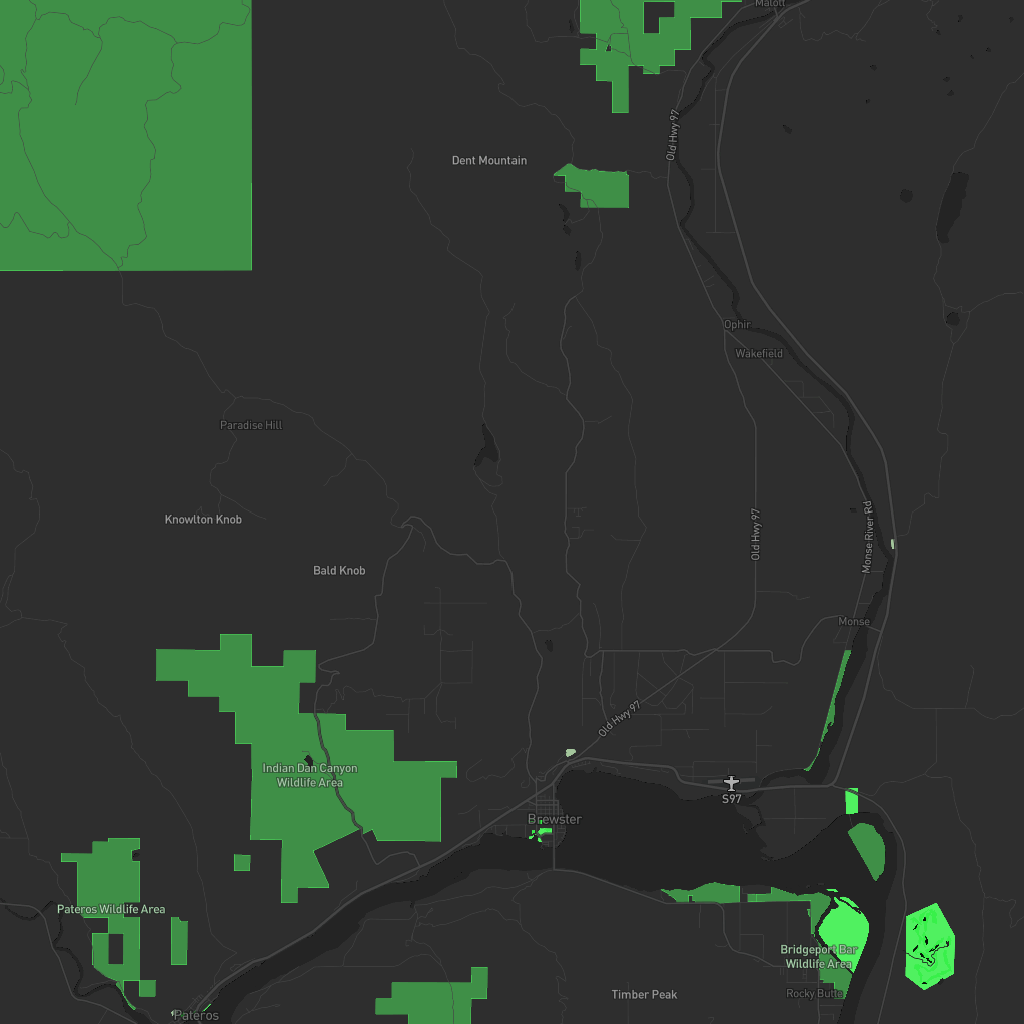 Malott
Old Hwy 97
Dent Mountain
Ophir
Wakefield
Paradise Hill
Knowlton Knob
Old Hwy 97
Monse River Rd
Bald Knob
Monse
Old Hwy 97
Indian Dan Canyon
Wildlife Area
S97
Brewster
Pateros Wildlife Area
Bridgeport Bar
Wildlife Area
Timber Peak
Rocky Butte
Pateros